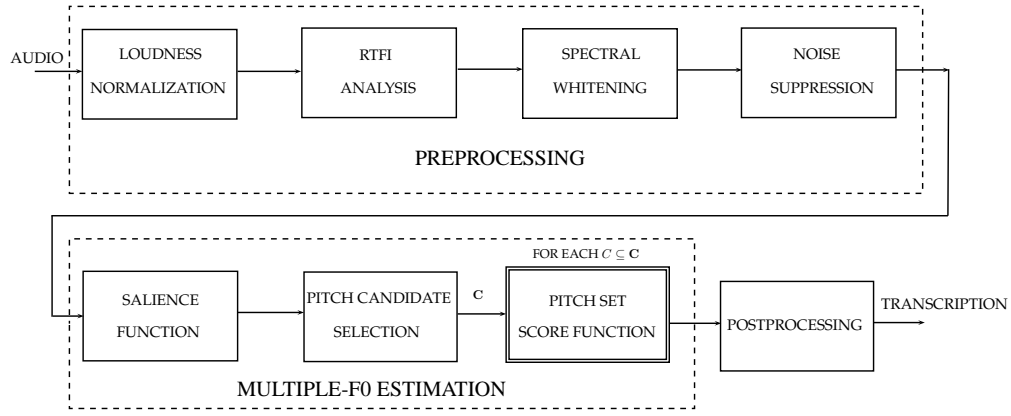 AUDIO
LOUDNESS
NORMALIZATION
RTFI
ANALYSIS
SPECTRAL
WHITENING
NOISE
SUPPRESSION
PREPROCESSING
SALIENCE
FUNCTION
PITCH CANDIDATE
SELECTION
C
FOR EACH C ⊆ C
PITCH SET
SCORE FUNCTION
POSTPROCESSING
TRANSCRIPTION
MULTIPLE-F0 ESTIMATION